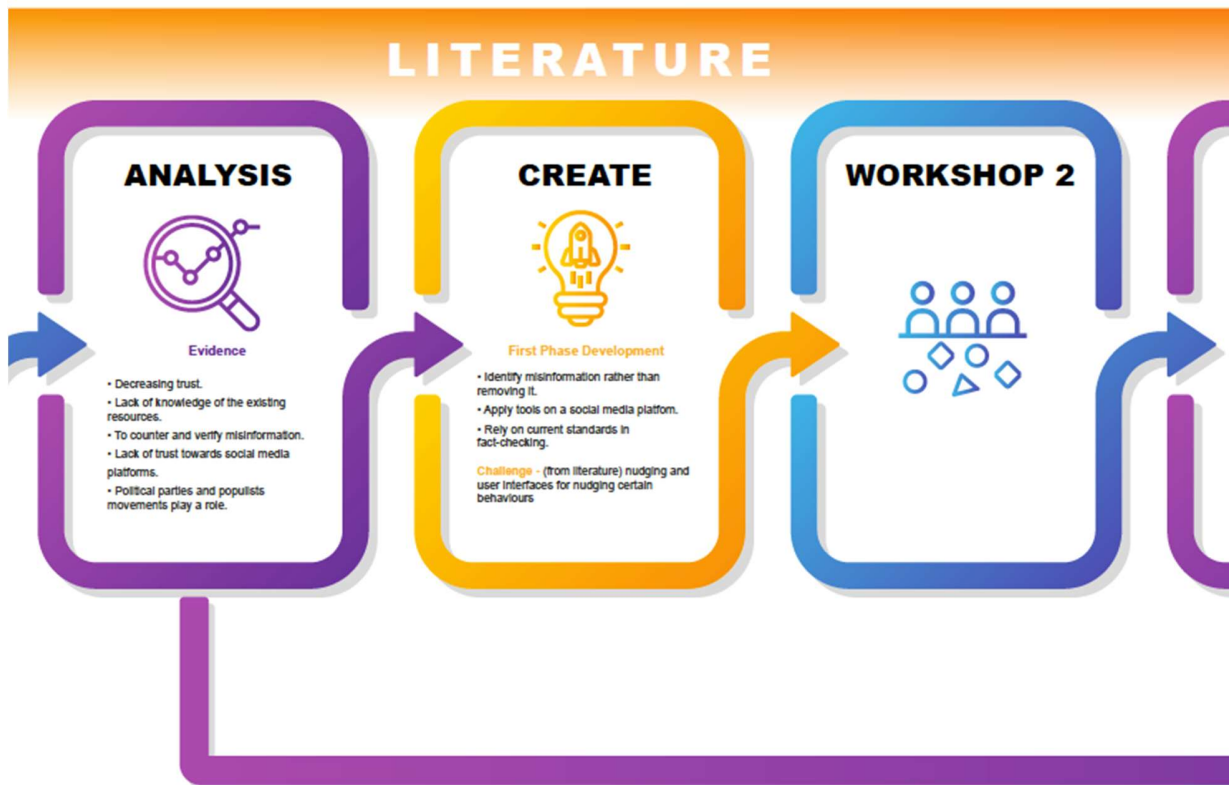 LITERATURE
ANALYSIS
Evidence
• Decreasing trust.
• Lack of knowledge of the existing
resources.
• To counter and verify misinformation.
• Lack of trust towards social media
platforms.
• Political parties and populists
movements play a role.
CREATE
First Phase Development
• Identify misinformation rather than
removing it.
• Apply tools on a social media platfom.
• Rely on current standards in
fact-checking.
Challenge - (from literature) nudging and
user interfaces for nudging certain
behaviours
WORKSHOP 2